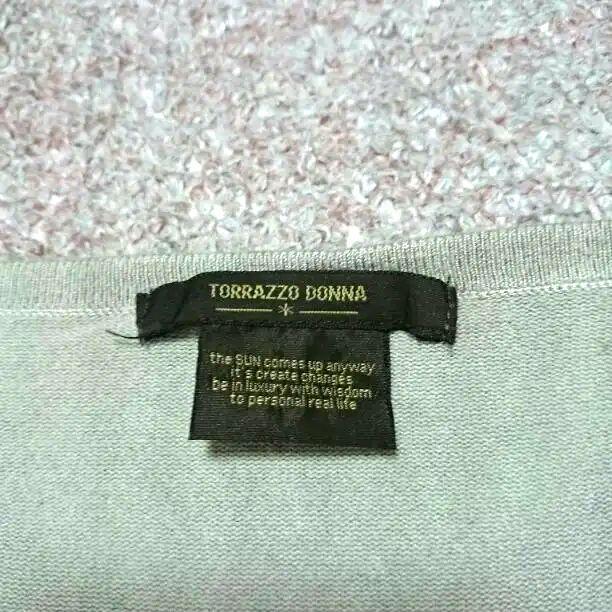 TORRAZZO DONNA
the SUN comes up anyway
it's create changes
be in luxury with wisdom
to personal real life